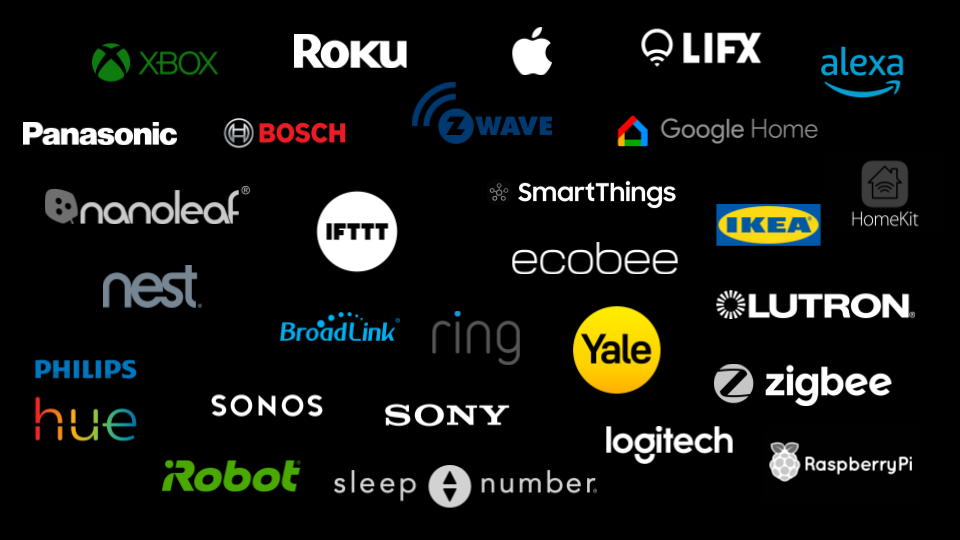 XBOX
ROKU
LIFX
alexa
Panasonic
BOSCH
Z WAVE
Google Home
nanoleaf®
IFTTT
SmartThings
IKEA®
HomeKit
nest.
ecobee
LUTRON®
BroadLink®
ring
Yale
PHILIPS
hue
SONOS
SONY
zigbee
logitech
iRobot®
sleep number®
RaspberryPi